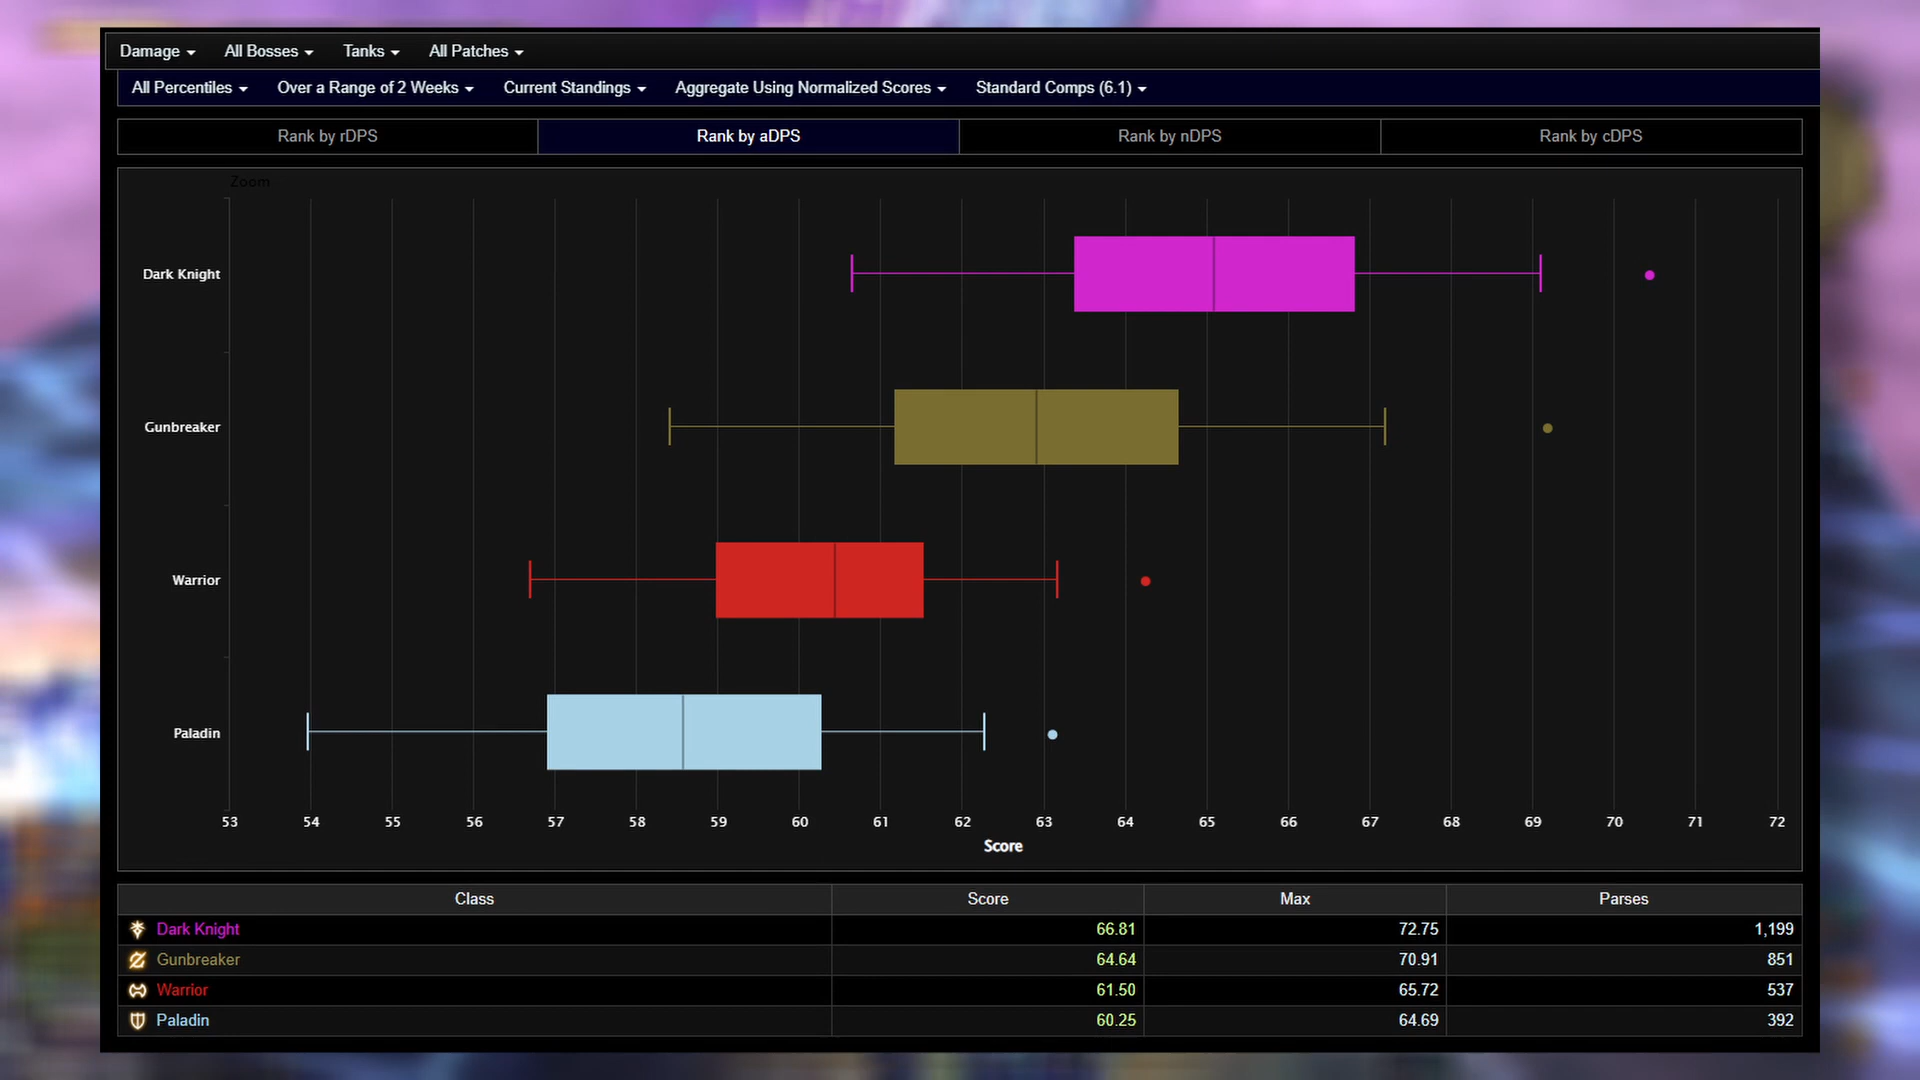 Damage All Bosses Tanks All Patches
All Percentiles Over a Range of 2 Weeks Current Standings Aggregate Using Normalized Scores Standard Comps (6.1)
Rank by rDPS Rank by aDPS Rank by nDPS Rank by cDPS
Zoom
Dark Knight
Gunbreaker
Warrior
Paladin
53 54 55 56 57 58 59 60 61 62 63 64 65 66 67 68 69 70 71 72
Score
Class Score Max Parses
Dark Knight 66.81 72.75 1,199
Gunbreaker 64.64 70.91 851
Warrior 61.50 65.72 537
Paladin 60.25 64.69 392